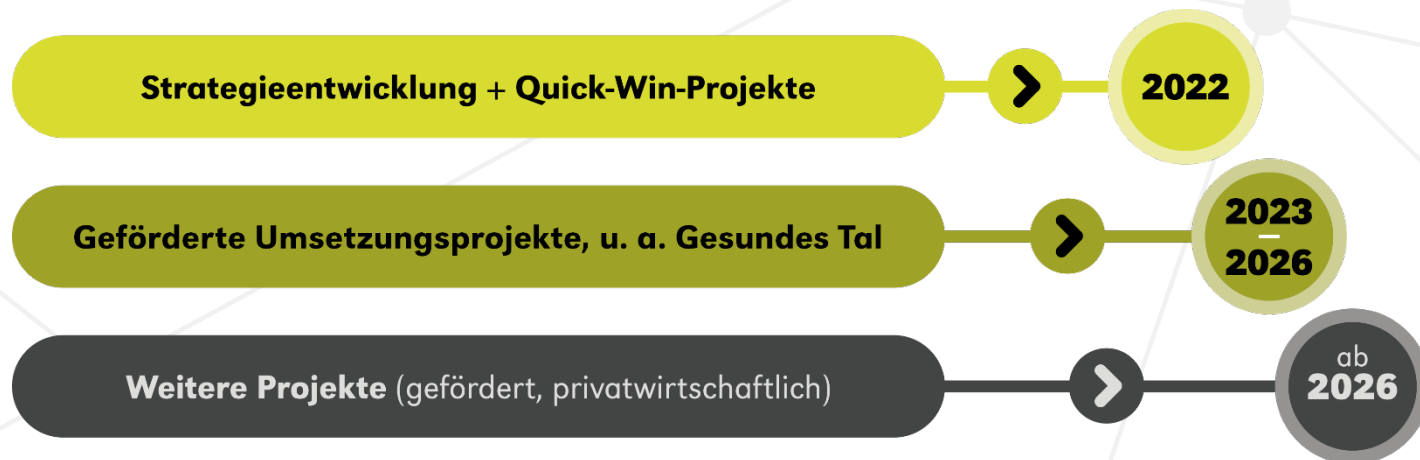 Strategieentwicklung + Quick-Win-Projekte
2022
Geförderte Umsetzungsprojekte, u. a. Gesundes Tal
2023
–
2026
Weitere Projekte (gefördert, privatwirtschaftlich)
ab
2026